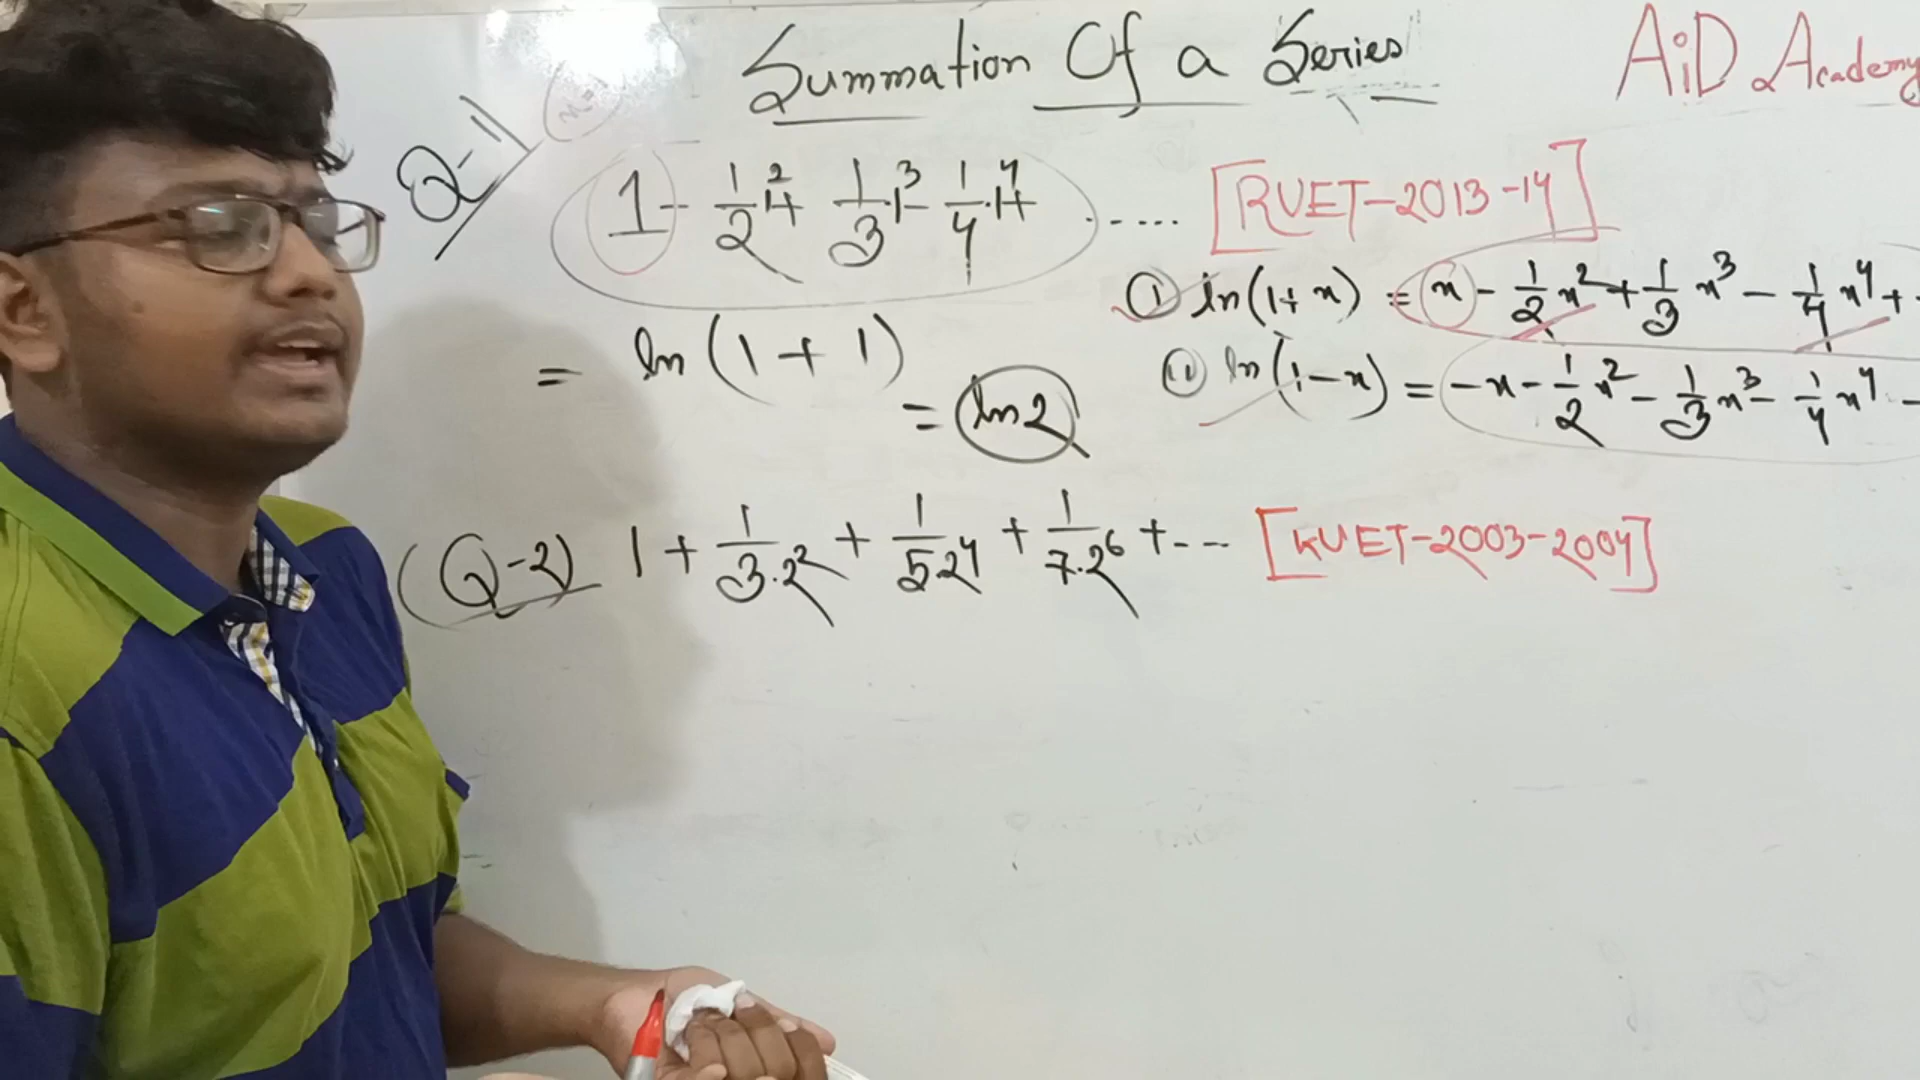 Summation Of a Series
AiD Academy
Q-1
1 - 1/2 · 1² + 1/3 · 1³ - 1/4 · 1⁴ + ..... [RUET-2013-14]
= ln(1+1)
= ln2
(i) ln(1+x) = x - 1/2 x² + 1/3 x³ - 1/4 x⁴ +
(ii) ln(1-x) = -x - 1/2 x² - 1/3 x³ - 1/4 x⁴ -
(Q-2) 1 + 1/3.2² + 1/5.2⁴ + 1/7.2⁶ + --- [KUET-2003-2004]